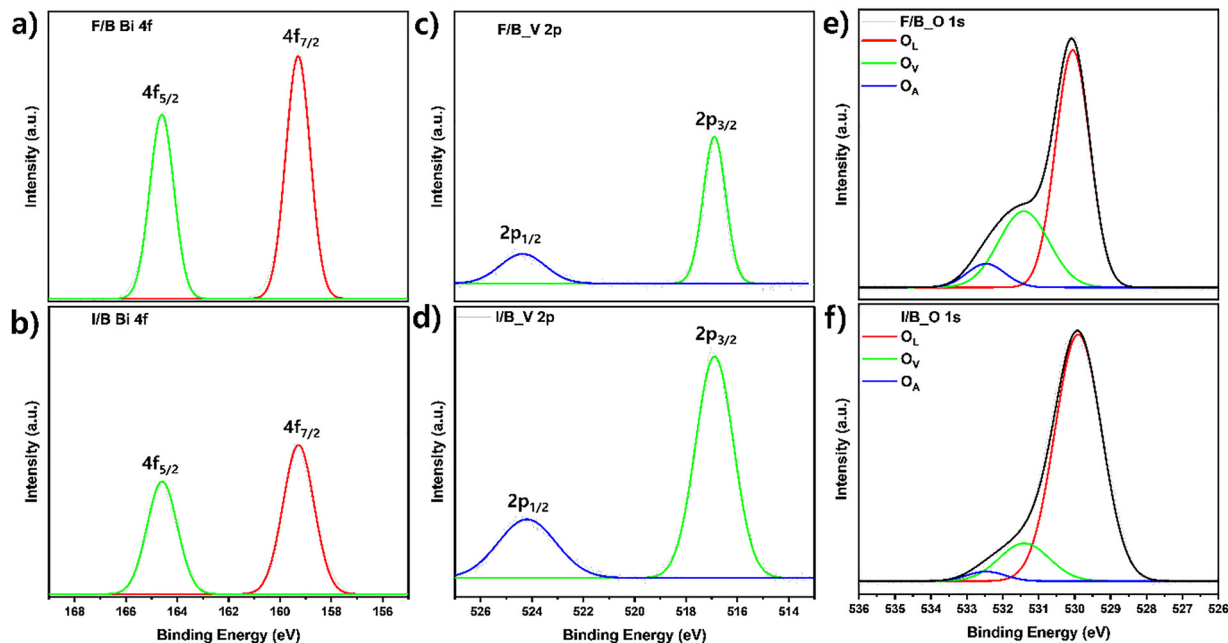 a)
F/B Bi 4f
4f5/2
4f7/2
Intensity (a.u.)
b)
I/B Bi 4f
4f5/2
4f7/2
Intensity (a.u.)
168 166 164 162 160 158 156
Binding Energy (eV)
c)
F/B_V 2p
2p1/2
2p3/2
Intensity (a.u.)
d)
I/B_V 2p
2p1/2
2p3/2
Intensity (a.u.)
526 524 522 520 518 516 514
Binding Energy (eV)
e)
F/B_O 1s
OL
OV
OA
Intensity (a.u.)
f)
I/B_O 1s
OL
OV
OA
Intensity (a.u.)
536 535 534 533 532 531 530 529 528 527 526
Binding Energy (eV)